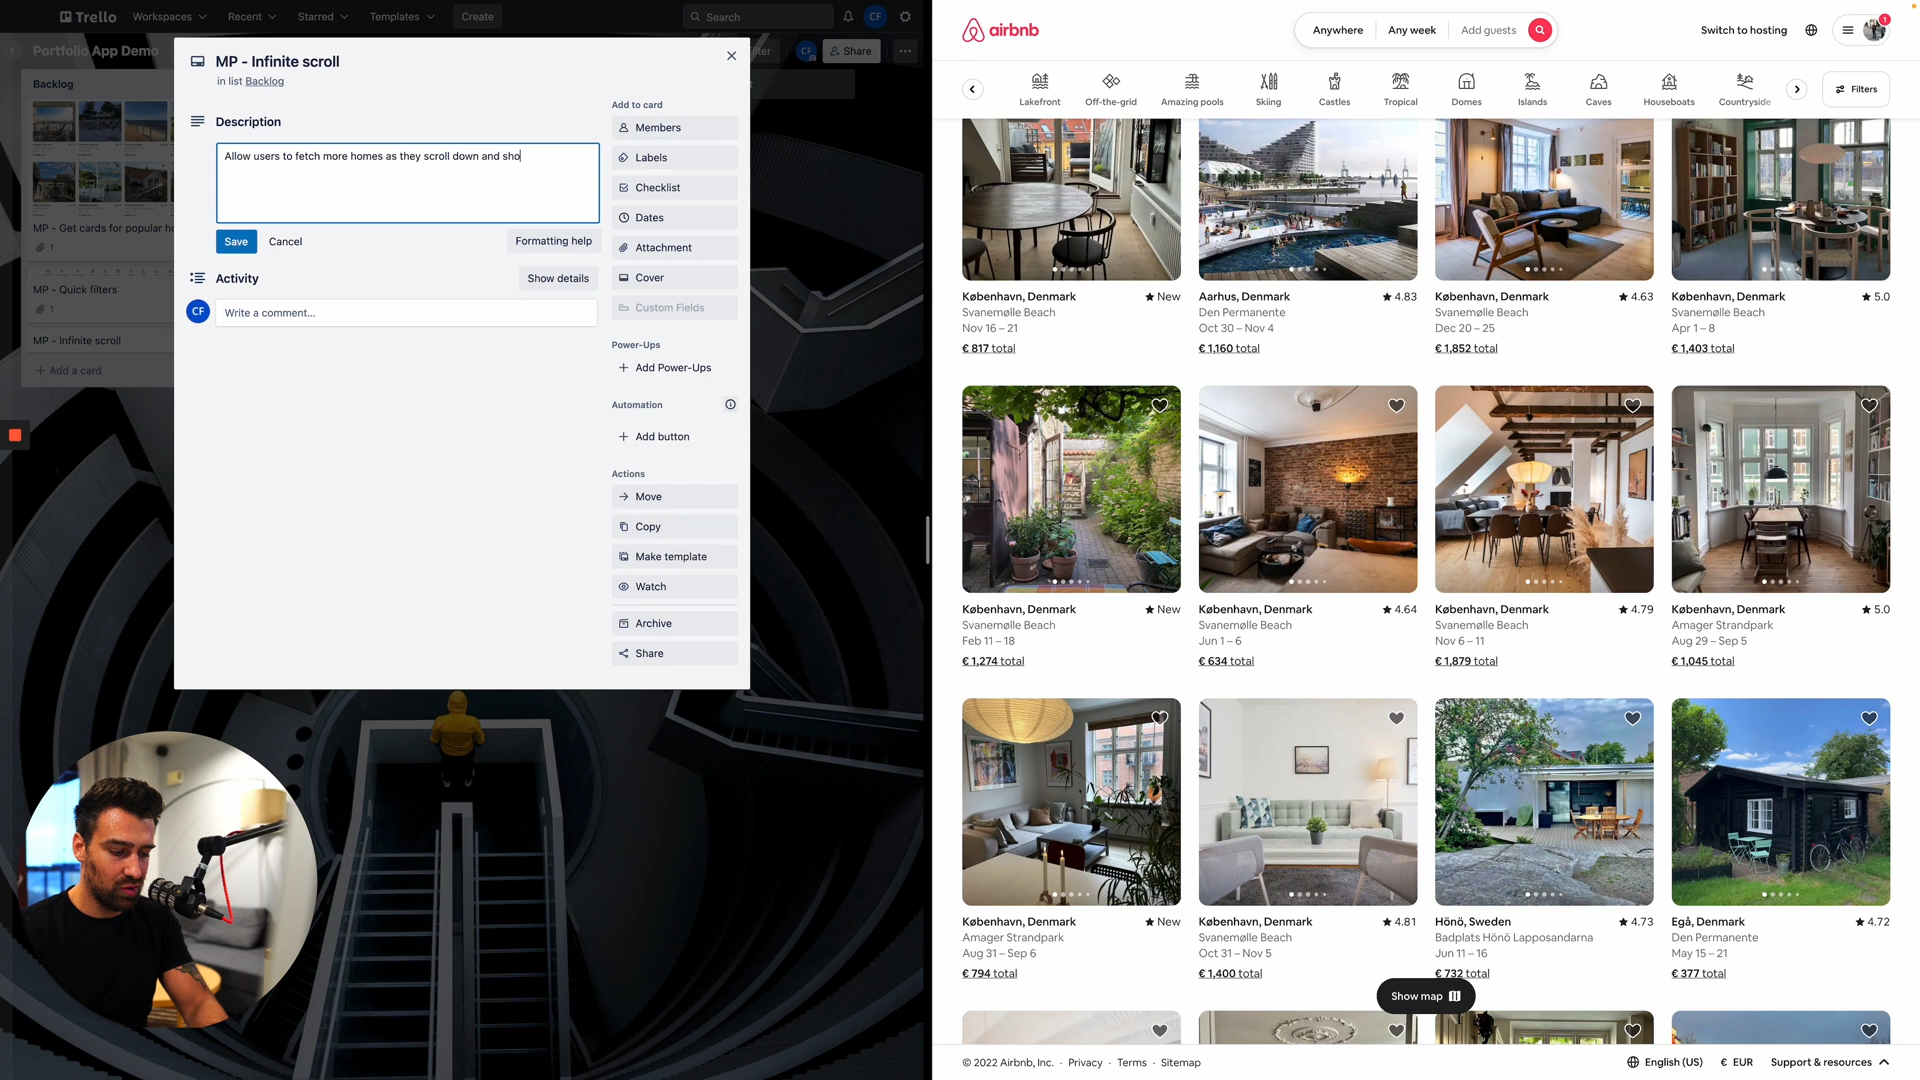 Trello
Workspaces
Recent
Starred
Templates
Create
Search
CF
Portfolio App Demo
CF
Share
Backlog
MP - Get cards for popular
1
MP - Quick filters
1
MP - Infinite scroll
+ Add a card
MP - Infinite scroll
in list Backlog
Description
Allow users to fetch more homes as they scroll down and sho
Save
Cancel
Formatting help
Activity
Show details
CF
Write a comment...
Add to card
Members
Labels
Checklist
Dates
Attachment
Cover
Custom Fields
Power-Ups
+ Add Power-Ups
Automation
+ Add button
Actions
Move
Copy
Make template
Watch
Archive
Share
airbnb
Anywhere
Any week
Add guests
Switch to hosting
1
Lakefront
Off-the-grid
Amazing pools
Skiing
Castles
Tropical
Domes
Islands
Caves
Houseboats
Countryside
Filters
København, Denmark ★ New
Svanemølle Beach
Nov 16 – 21
€ 817 total
Aarhus, Denmark ★ 4.83
Den Permanente
Oct 30 – Nov 4
€ 1,160 total
København, Denmark ★ 4.63
Svanemølle Beach
Dec 20 – 25
€ 1,852 total
København, Denmark ★ 5.0
Svanemølle Beach
Apr 1 – 8
€ 1,403 total
København, Denmark ★ New
Svanemølle Beach
Feb 11 – 18
€ 1,274 total
København, Denmark ★ 4.64
Svanemølle Beach
Jun 1 – 6
€ 634 total
København, Denmark ★ 4.79
Svanemølle Beach
Nov 6 – 11
€ 1,879 total
København, Denmark ★ 5.0
Amager Strandpark
Aug 29 – Sep 5
€ 1,045 total
København, Denmark ★ New
Amager Strandpark
Aug 31 – Sep 6
€ 794 total
København, Denmark ★ 4.81
Svanemølle Beach
Oct 31 – Nov 5
€ 1,400 total
Hönö, Sweden ★ 4.73
Badplats Hönö Lapposandarna
Jun 11 – 16
€ 732 total
Egå, Denmark ★ 4.72
Den Permanente
May 15 – 21
€ 377 total
Show map
© 2022 Airbnb, Inc. · Privacy · Terms · Sitemap
English (US)
€ EUR
Support & resources